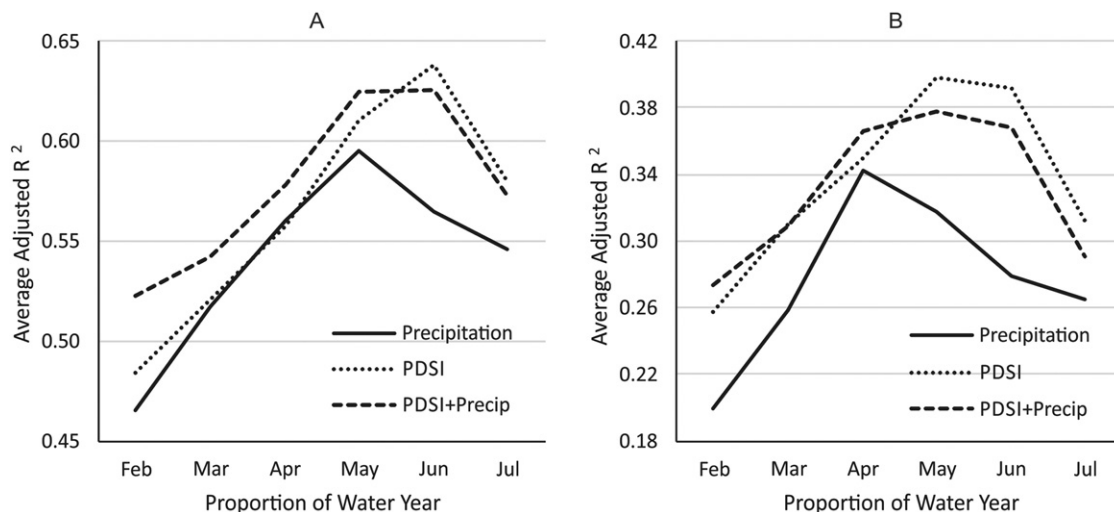 A
Average Adjusted R 2
0.65
0.60
0.55
0.50
0.45
Precipitation
PDSI
PDSI+Precip
Feb Mar Apr May Jun Jul
Proportion of Water Year
B
Average Adjusted R 2
0.42
0.38
0.34
0.30
0.26
0.22
0.18
Precipitation
PDSI
PDSI+Precip
Feb Mar Apr May Jun Jul
Proportion of Water Year